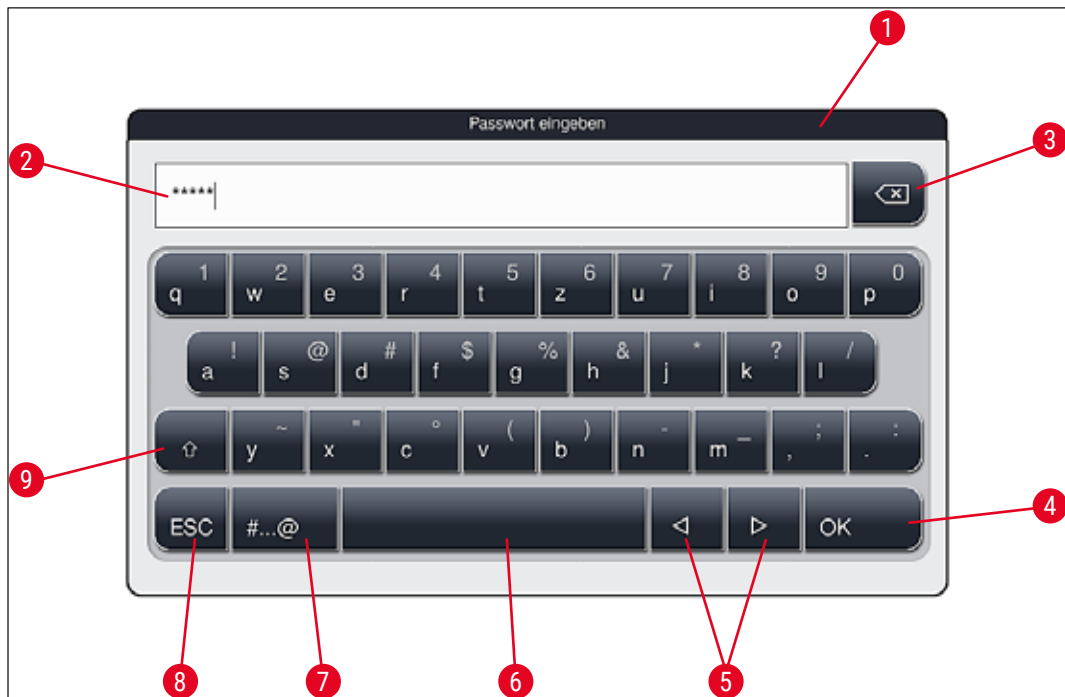 1
Passwort eingeben
2
*****
3
1 2 3 4 5 6 7 8 9 0
q w e r t z u i o p
! @ # $ % & * ? /
a s d f g h j k l
~ " ° ( ) - _ ; :
y x c v b n m , .
9
ESC #...@ OK
4
8 7 6 5